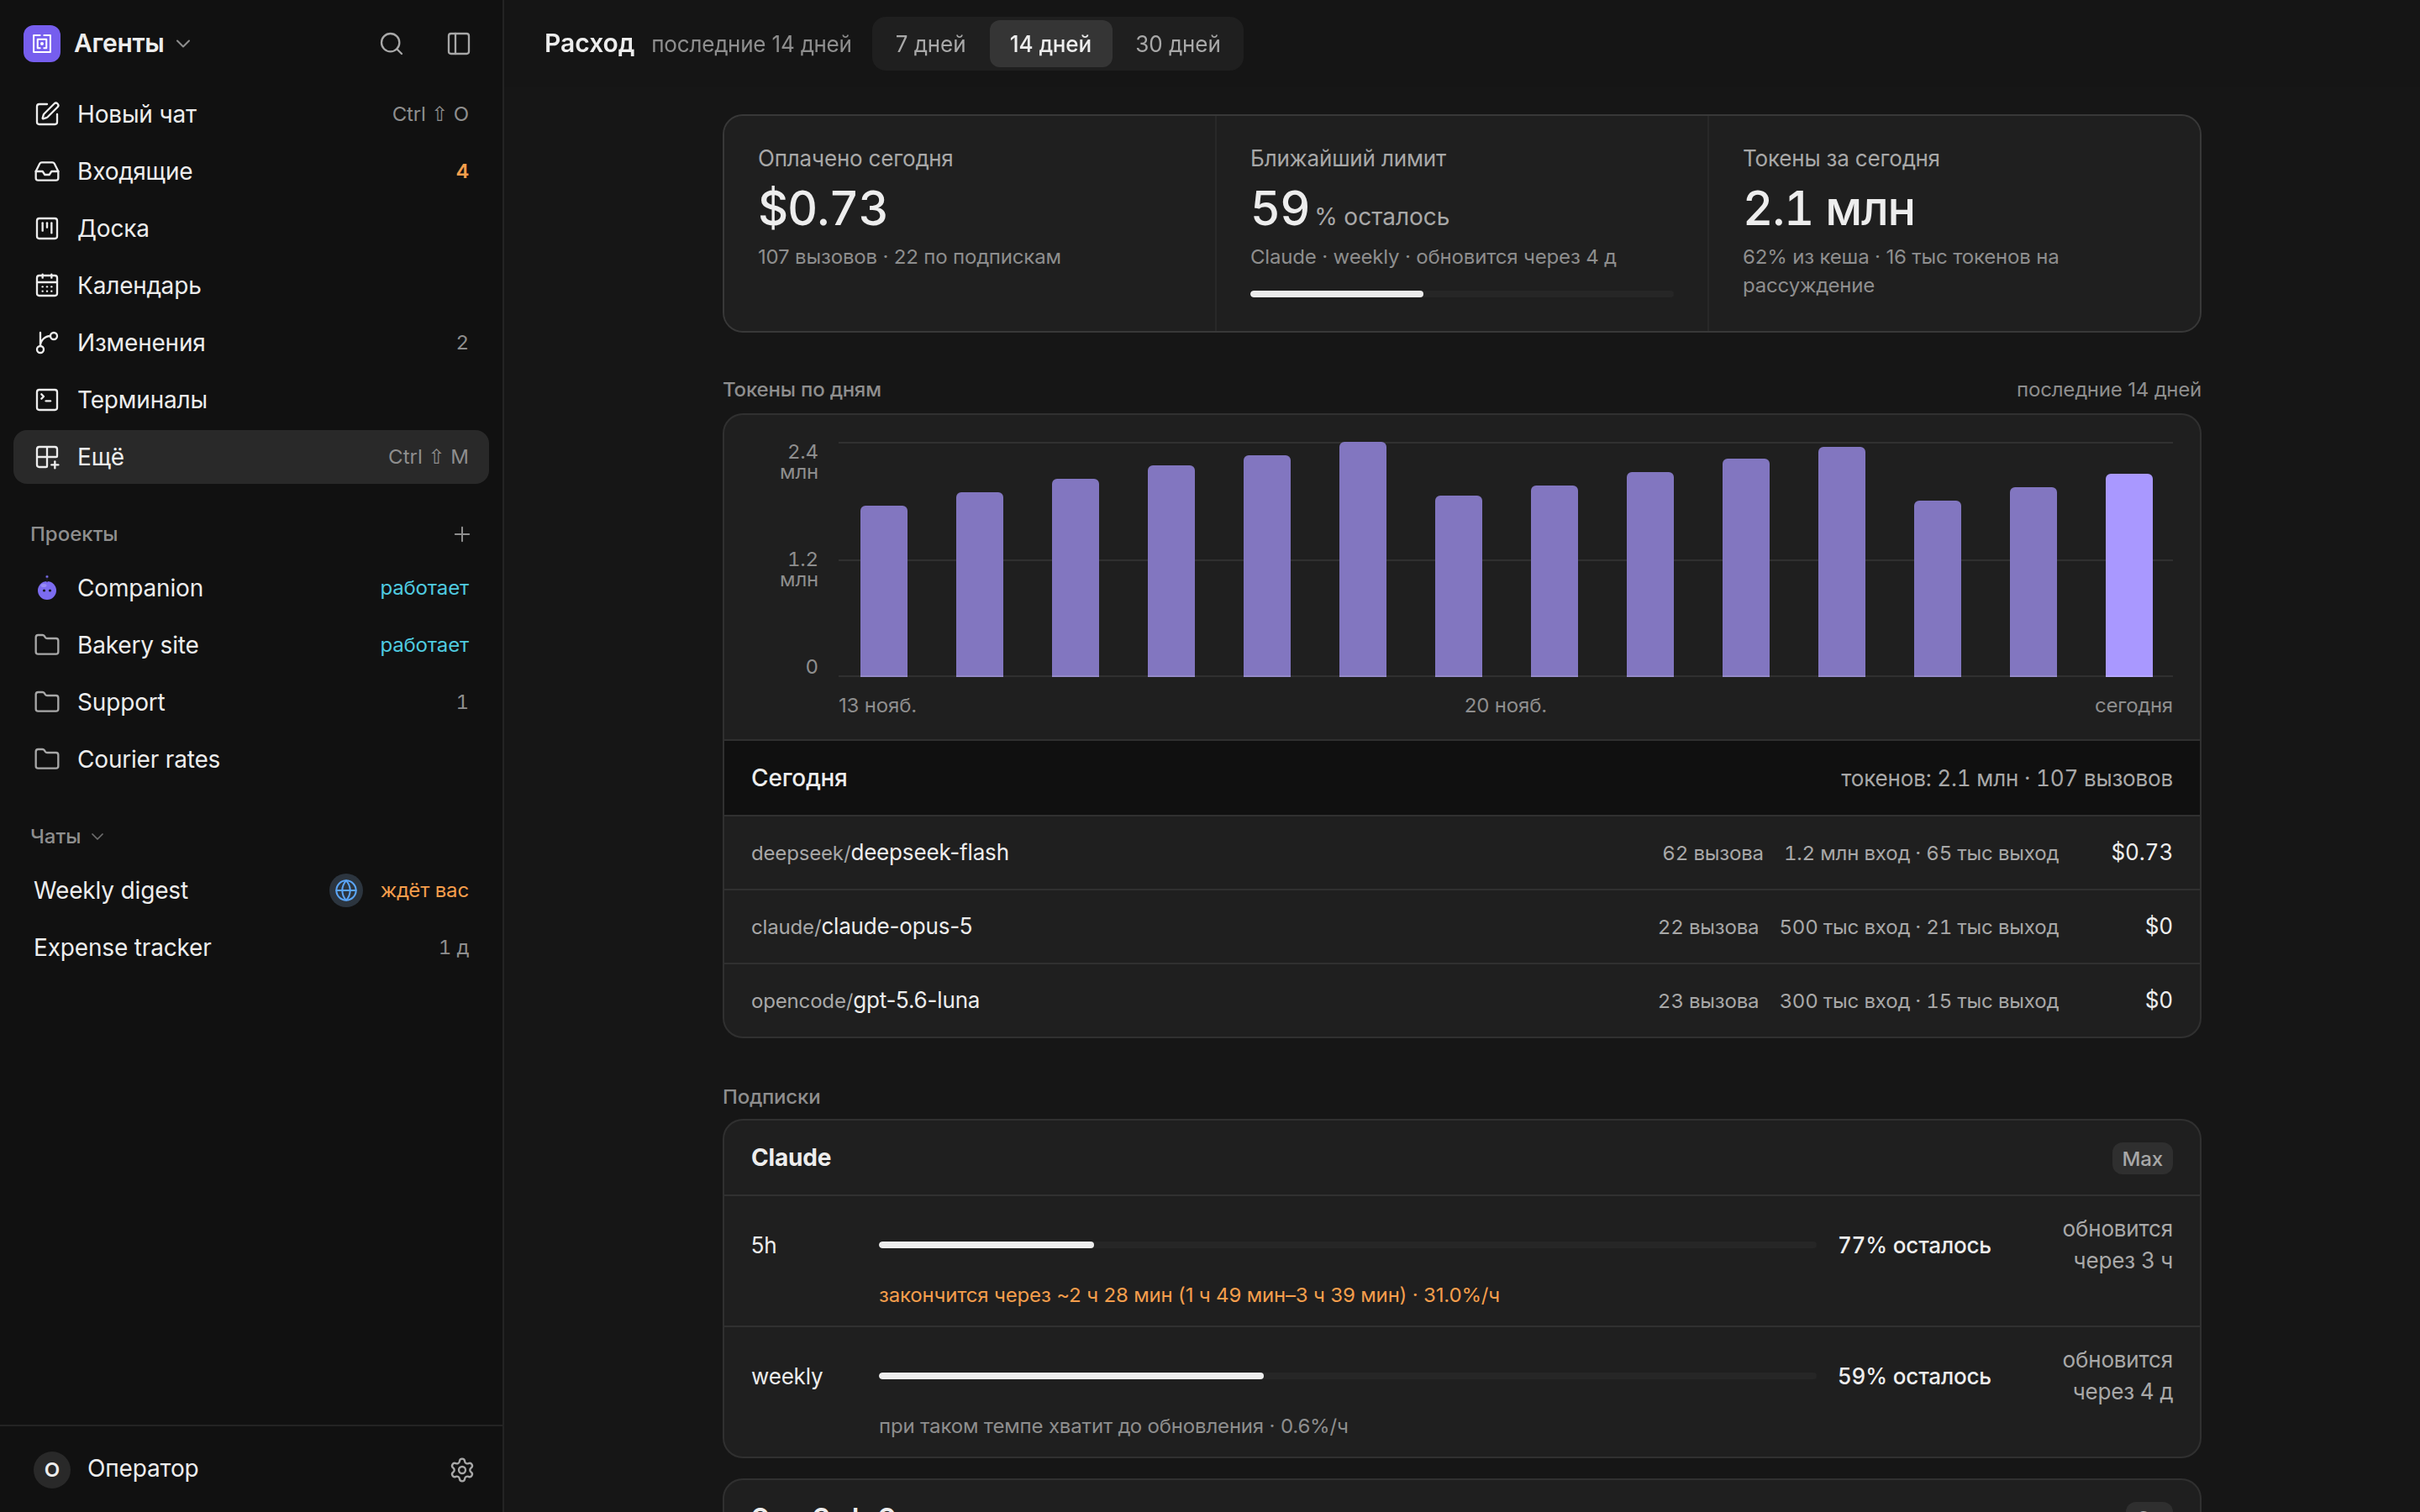 Агенты
Новый чат Ctrl ⇧ O
Входящие 4
Доска
Календарь
Изменения 2
Терминалы
Ещё Ctrl ⇧ M
Проекты
Companion работает
Bakery site работает
Support 1
Courier rates
Чаты
Weekly digest ждёт вас
Expense tracker 1 д
O Оператор
Расход последние 14 дней 7 дней 14 дней 30 дней
Оплачено сегодня
$0.73
107 вызовов · 22 по подпискам
Ближайший лимит
59 % осталось
Claude · weekly · обновится через 4 д
Токены за сегодня
2.1 млн
62% из кеша · 16 тыс токенов на
рассуждение
Токены по дням последние 14 дней
2.4
млн
1.2
млн
0
13 нояб. 20 нояб. сегодня
Сегодня токенов: 2.1 млн · 107 вызовов
deepseek/deepseek-flash 62 вызова 1.2 млн вход · 65 тыс выход $0.73
claude/claude-opus-5 22 вызова 500 тыс вход · 21 тыс выход $0
opencode/gpt-5.6-luna 23 вызова 300 тыс вход · 15 тыс выход $0
Подписки
Claude Max
5h 77% осталось обновится
через 3 ч
закончится через ~2 ч 28 мин (1 ч 49 мин–3 ч 39 мин) · 31.0%/ч
weekly 59% осталось обновится
через 4 д
при таком темпе хватит до обновления · 0.6%/ч